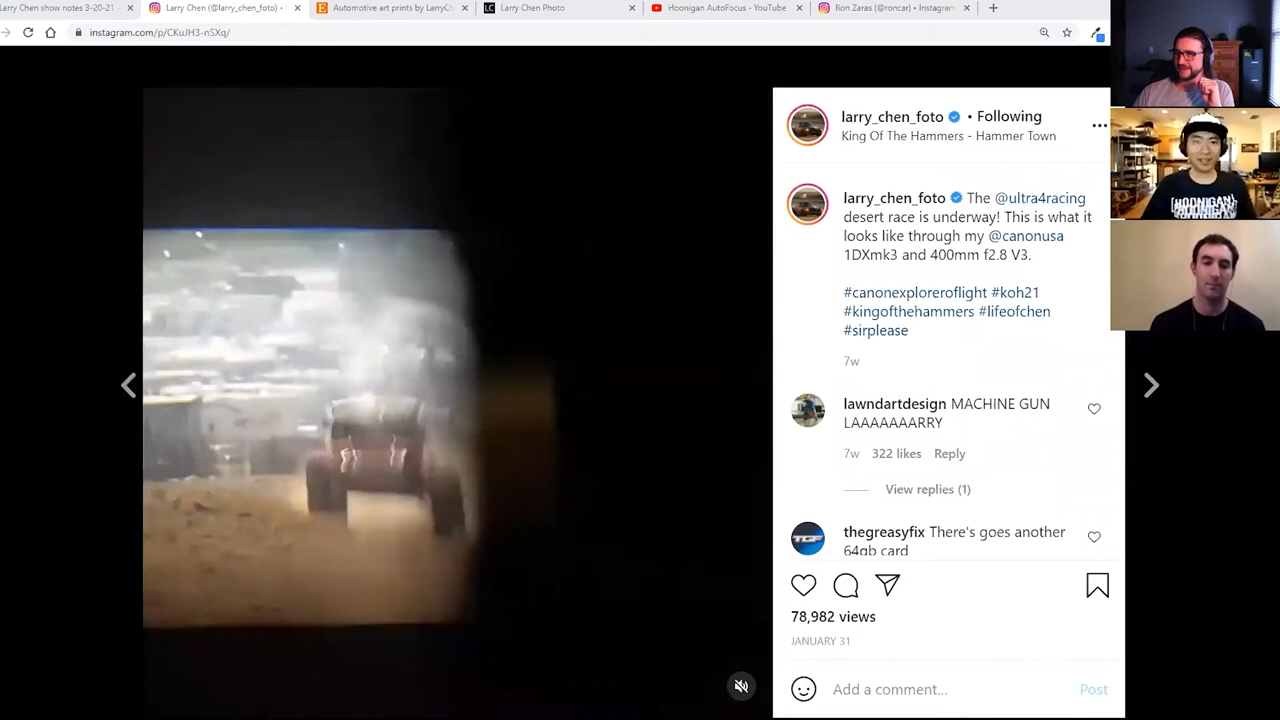 Larry Chen show notes 3-20-21 -
Larry Chen (@larry_chen_foto) •
Automotive art prints by LarryCh
Larry Chen Photo
Hoonigan AutoFocus - YouTube
Ron Zaras (@roncar) • Instagram
instagram.com/p/CKuJH3-nSXq/
larry_chen_foto • Following
King Of The Hammers - Hammer Town
larry_chen_foto The @ultra4racing
desert race is underway! This is what it
looks like through my @canonusa
1DXmk3 and 400mm f2.8 V3.
#canonexploreroflight #koh21
#kingofthehammers #lifeofchen
#sirplease
7w
lawndartdesign MACHINE GUN
LAAAAAAARRY
7w 322 likes Reply
View replies (1)
TGF
thegreasyfix There's goes another
64gb card
78,982 views
JANUARY 31
Add a comment... Post
LC
[HOONIGAN]